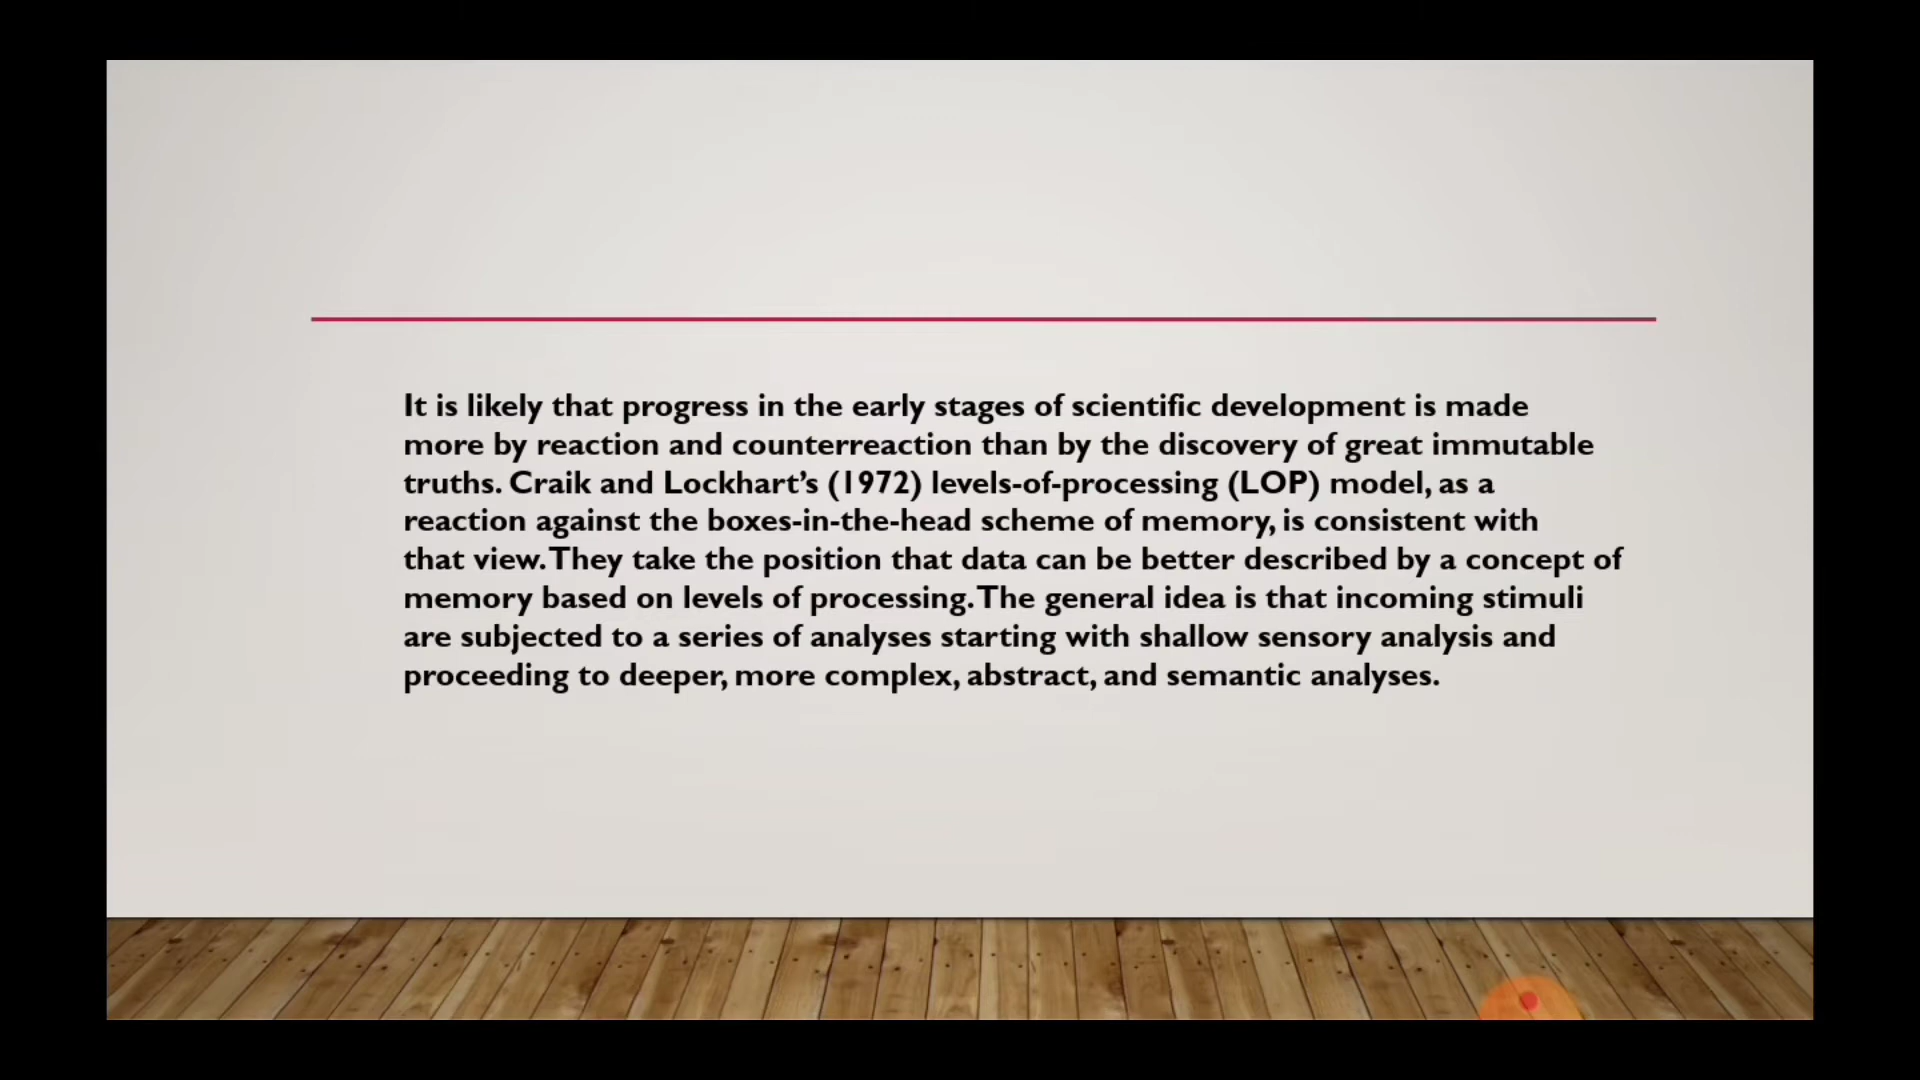 It is likely that progress in the early stages of scientific development is made
more by reaction and counterreaction than by the discovery of great immutable
truths. Craik and Lockhart’s (1972) levels-of-processing (LOP) model, as a
reaction against the boxes-in-the-head scheme of memory, is consistent with
that view. They take the position that data can be better described by a concept of
memory based on levels of processing. The general idea is that incoming stimuli
are subjected to a series of analyses starting with shallow sensory analysis and
proceeding to deeper, more complex, abstract, and semantic analyses.